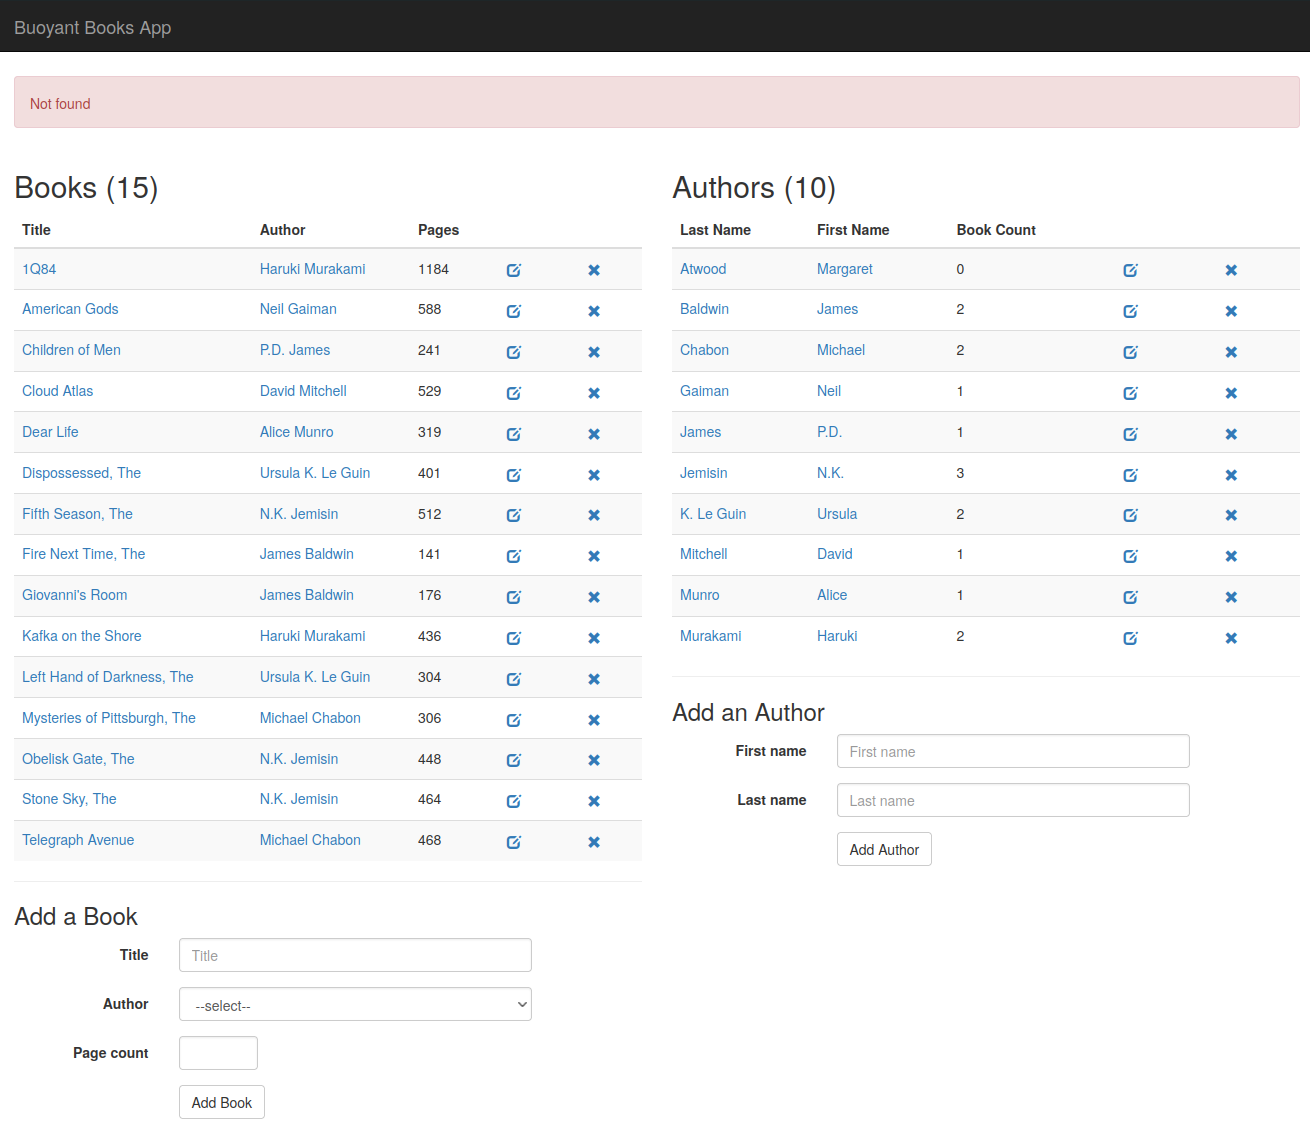 Buoyant Books App
Not found
Books (15)
Title Author Pages
1Q84 Haruki Murakami 1184
American Gods Neil Gaiman 588
Children of Men P.D. James 241
Cloud Atlas David Mitchell 529
Dear Life Alice Munro 319
Dispossessed, The Ursula K. Le Guin 401
Fifth Season, The N.K. Jemisin 512
Fire Next Time, The James Baldwin 141
Giovanni's Room James Baldwin 176
Kafka on the Shore Haruki Murakami 436
Left Hand of Darkness, The Ursula K. Le Guin 304
Mysteries of Pittsburgh, The Michael Chabon 306
Obelisk Gate, The N.K. Jemisin 448
Stone Sky, The N.K. Jemisin 464
Telegraph Avenue Michael Chabon 468
Add a Book
Title Title
Author --select--
Page count
Add Book
Authors (10)
Last Name First Name Book Count
Atwood Margaret 0
Baldwin James 2
Chabon Michael 2
Gaiman Neil 1
James P.D. 1
Jemisin N.K. 3
K. Le Guin Ursula 2
Mitchell David 1
Munro Alice 1
Murakami Haruki 2
Add an Author
First name First name
Last name Last name
Add Author